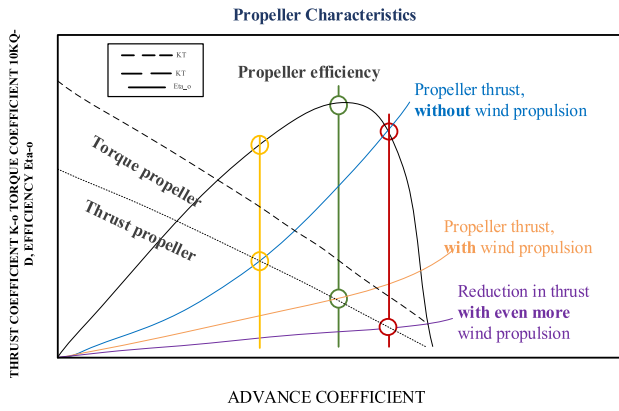 Propeller Characteristics
THRUST COEFFICIENT K-o TORQUE COEFFICIENT 10KQ-
D, EFFICIENCY Eta-o
KT
KT
Eta_o
Propeller efficiency
Propeller thrust,
without wind propulsion
Torque propeller
Thrust propeller
Propeller thrust,
with wind propulsion
Reduction in thrust
with even more
wind propulsion
ADVANCE COEFFICIENT